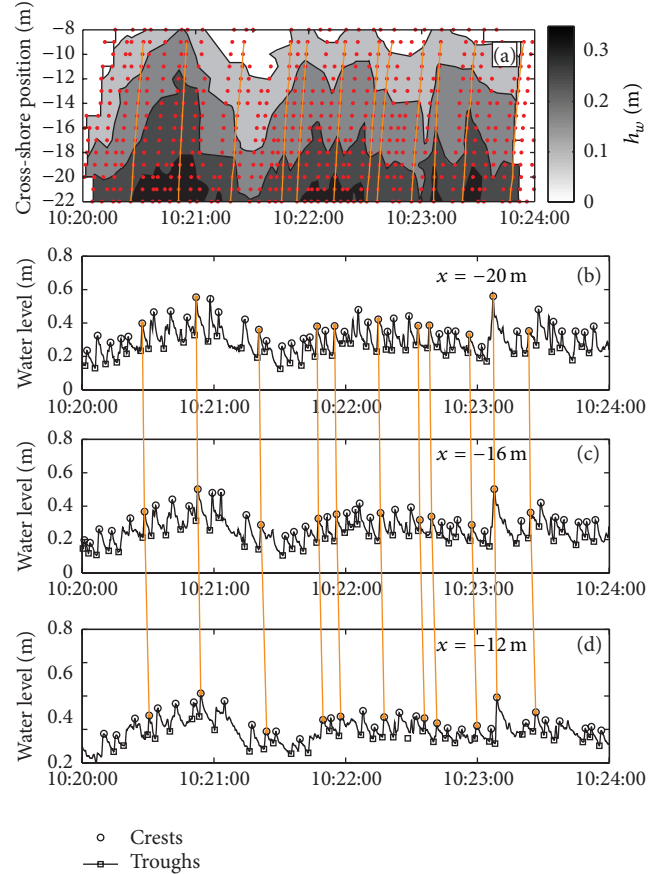 Cross-shore position (m)
−8
−10
−12
−14
−16
−18
−20
−22
(a)
10:20:00 10:21:00 10:22:00 10:23:00 10:24:00
0.3
0.2
0.1
0
h_w (m)
Water level (m)
0.8
0.6
0.4
0.2
0
x = −20 m
(b)
10:20:00 10:21:00 10:22:00 10:23:00 10:24:00
Water level (m)
0.8
0.6
0.4
0.2
0
x = −16 m
(c)
10:20:00 10:21:00 10:22:00 10:23:00 10:24:00
Water level (m)
0.8
0.6
0.4
0.2
x = −12 m
(d)
10:20:00 10:21:00 10:22:00 10:23:00 10:24:00
Crests
Troughs